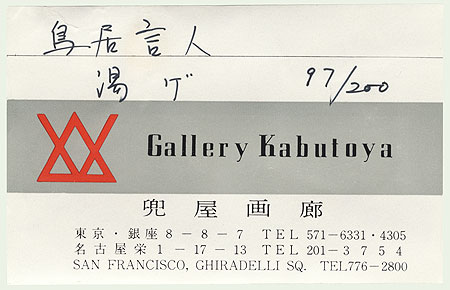 鳥居言人
湯げ 97/200
Gallery Kabutoya
兜屋画廊
東京・銀座 8-8-7 TEL 571-6331・4305
名古屋栄 1-17-13 TEL 201-3754
SAN FRANCISCO, GHIRADELLI SQ. TEL776-2800